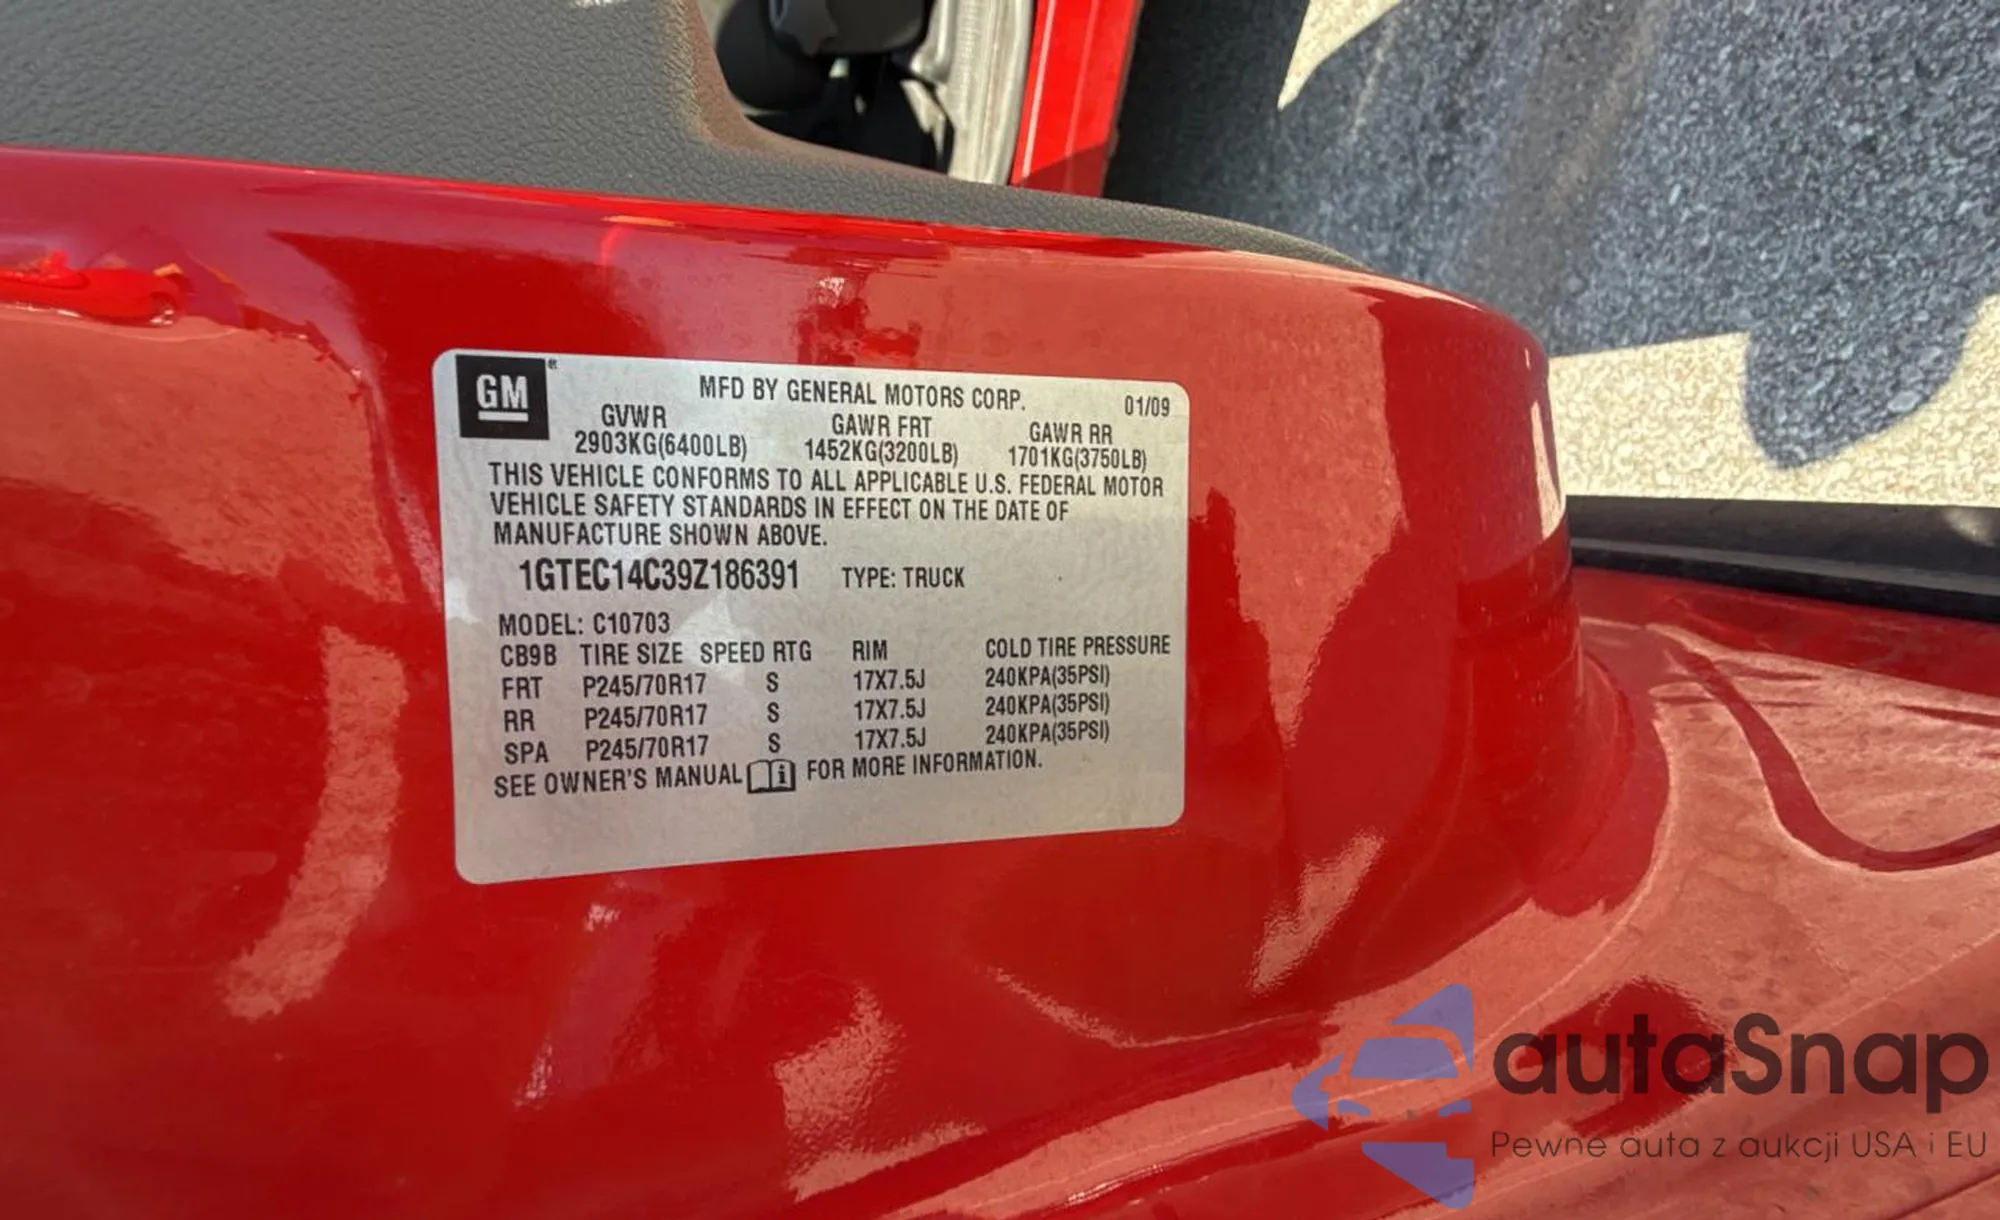 GM®
MFD BY GENERAL MOTORS CORP. 01/09
GVWR GAWR FRT GAWR RR
2903KG(6400LB) 1452KG(3200LB) 1701KG(3750LB)
THIS VEHICLE CONFORMS TO ALL APPLICABLE U.S. FEDERAL MOTOR
VEHICLE SAFETY STANDARDS IN EFFECT ON THE DATE OF
MANUFACTURE SHOWN ABOVE.
1GTEC14C39Z186391 TYPE: TRUCK
MODEL: C10703
CB9B TIRE SIZE SPEED RTG RIM COLD TIRE PRESSURE
FRT P245/70R17 S 17X7.5J 240KPA(35PSI)
RR P245/70R17 S 17X7.5J 240KPA(35PSI)
SPA P245/70R17 S 17X7.5J 240KPA(35PSI)
SEE OWNER'S MANUAL i FOR MORE INFORMATION.
autaSnap
Pewne auta z aukcji USA i EU